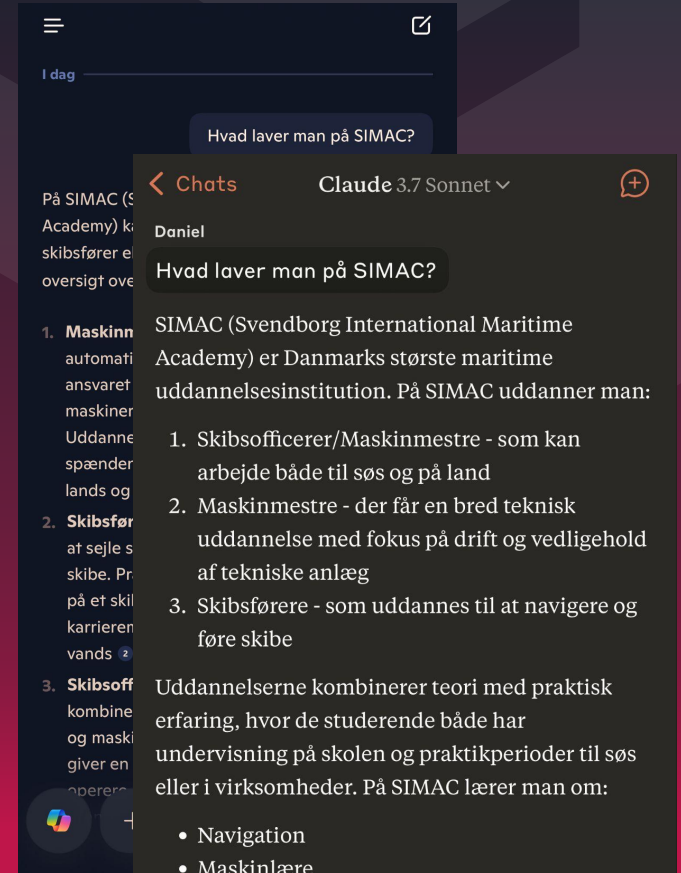 I dag
Hvad laver man på SIMAC?
På SIMAC
Academy)
skibsfører
oversigt
1.
automati
ansvaret
maskiner
Uddanne
spænder
lands og
2. Skibsfør
at sejle s
skibe. Pr
på et ski
karrieren
vands 2
3. Skibsoff
kombine
og maski
giver en
operere
Chats
Claude 3.7 Sonnet
Daniel
Hvad laver man på SIMAC?
SIMAC (Svendborg International Maritime
Academy) er Danmarks største maritime
uddannelsesinstitution. På SIMAC uddanner man:
1. Skibsofficerer/Maskinmestre - som kan
arbejde både til søs og på land
2. Maskinmestre - der får en bred teknisk
uddannelse med fokus på drift og vedligehold
af tekniske anlæg
3. Skibsførere - som uddannes til at navigere og
føre skibe
Uddannelserne kombinerer teori med praktisk
erfaring, hvor de studerende både har
undervisning på skolen og praktikperioder til søs
eller i virksomheder. På SIMAC lærer man om:
• Navigation
• Maskinlære